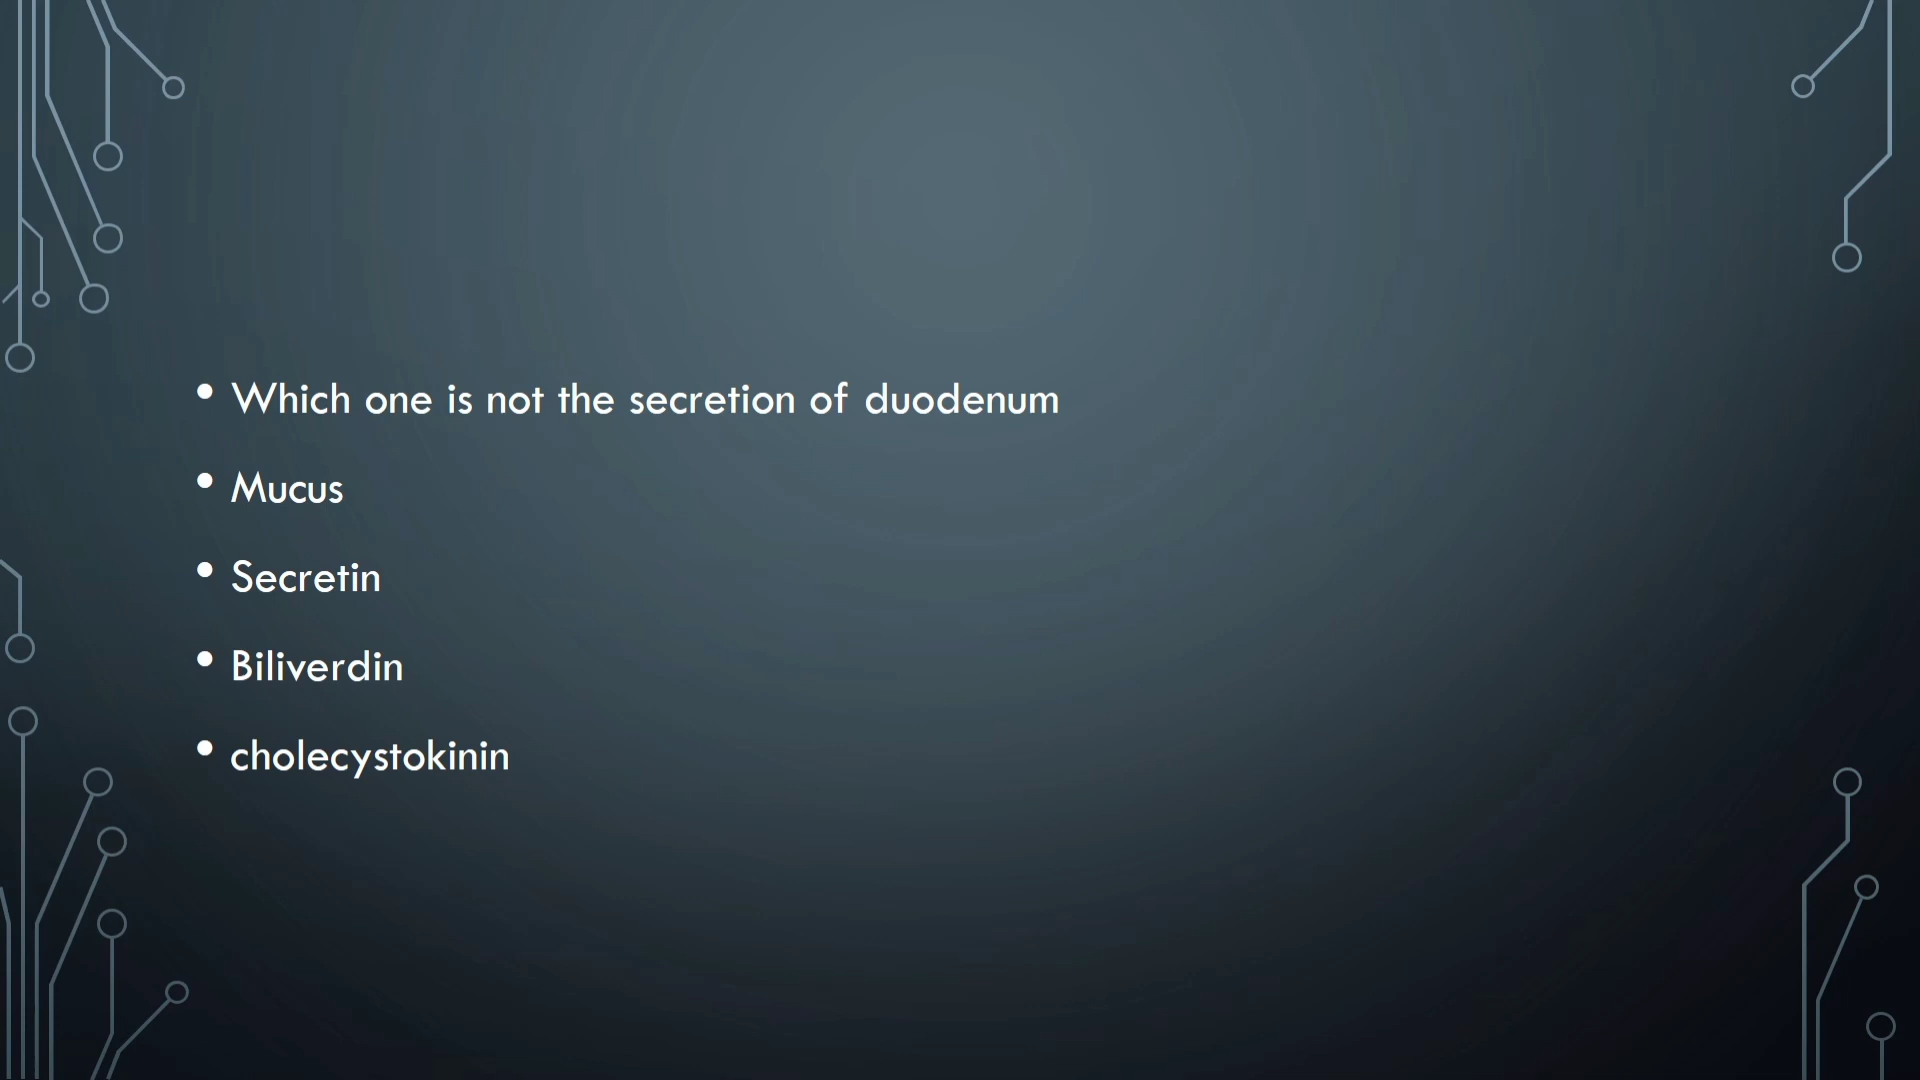 • Which one is not the secretion of duodenum
• Mucus
• Secretin
• Biliverdin
• cholecystokinin